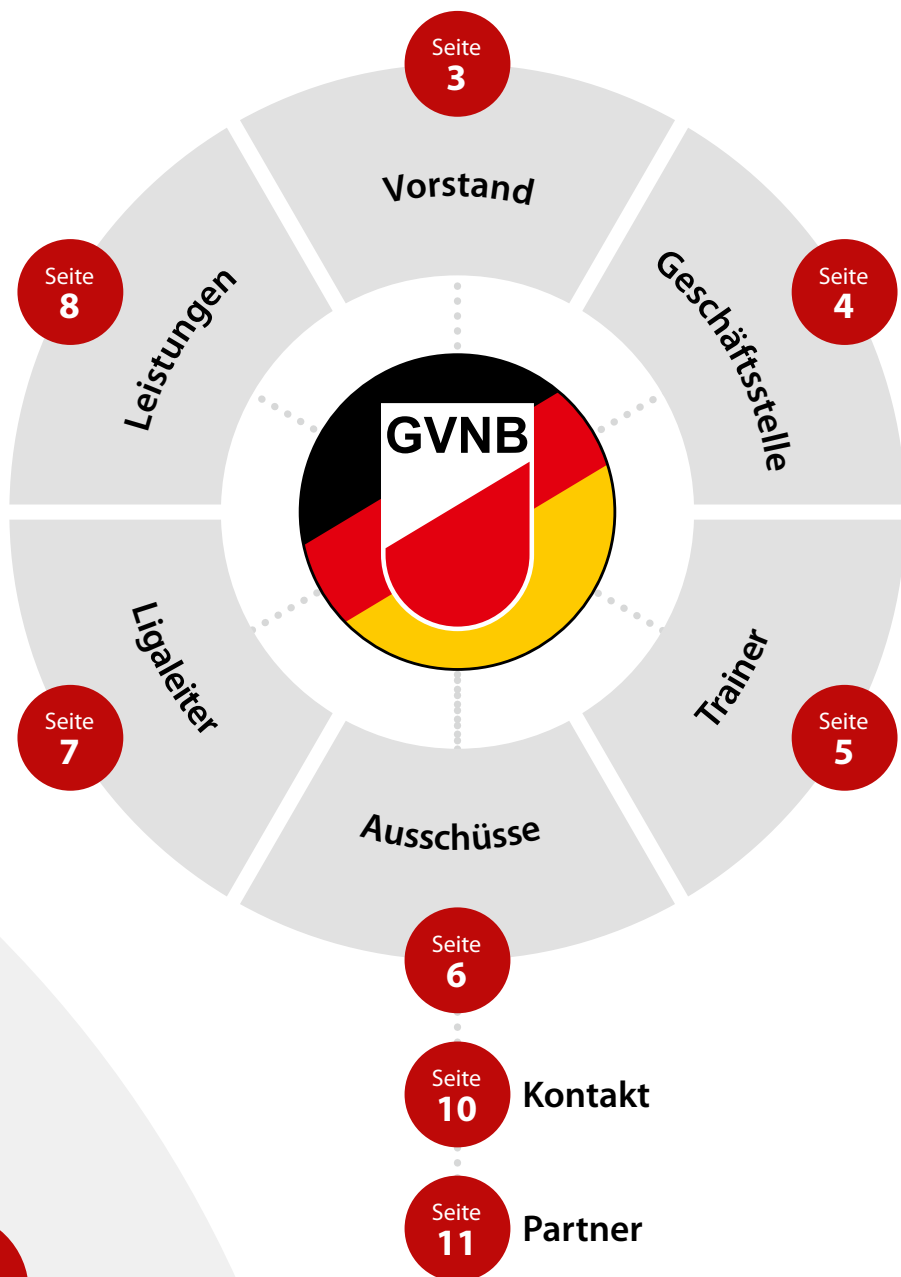 Seite
3
Vorstand
Seite
4
Geschäftsstelle
Seite
5
Trainer
Seite
6
Ausschüsse
Seite
7
Ligaleiter
Seite
8
Leistungen
GVNB
Seite
10
Kontakt
Seite
11
Partner